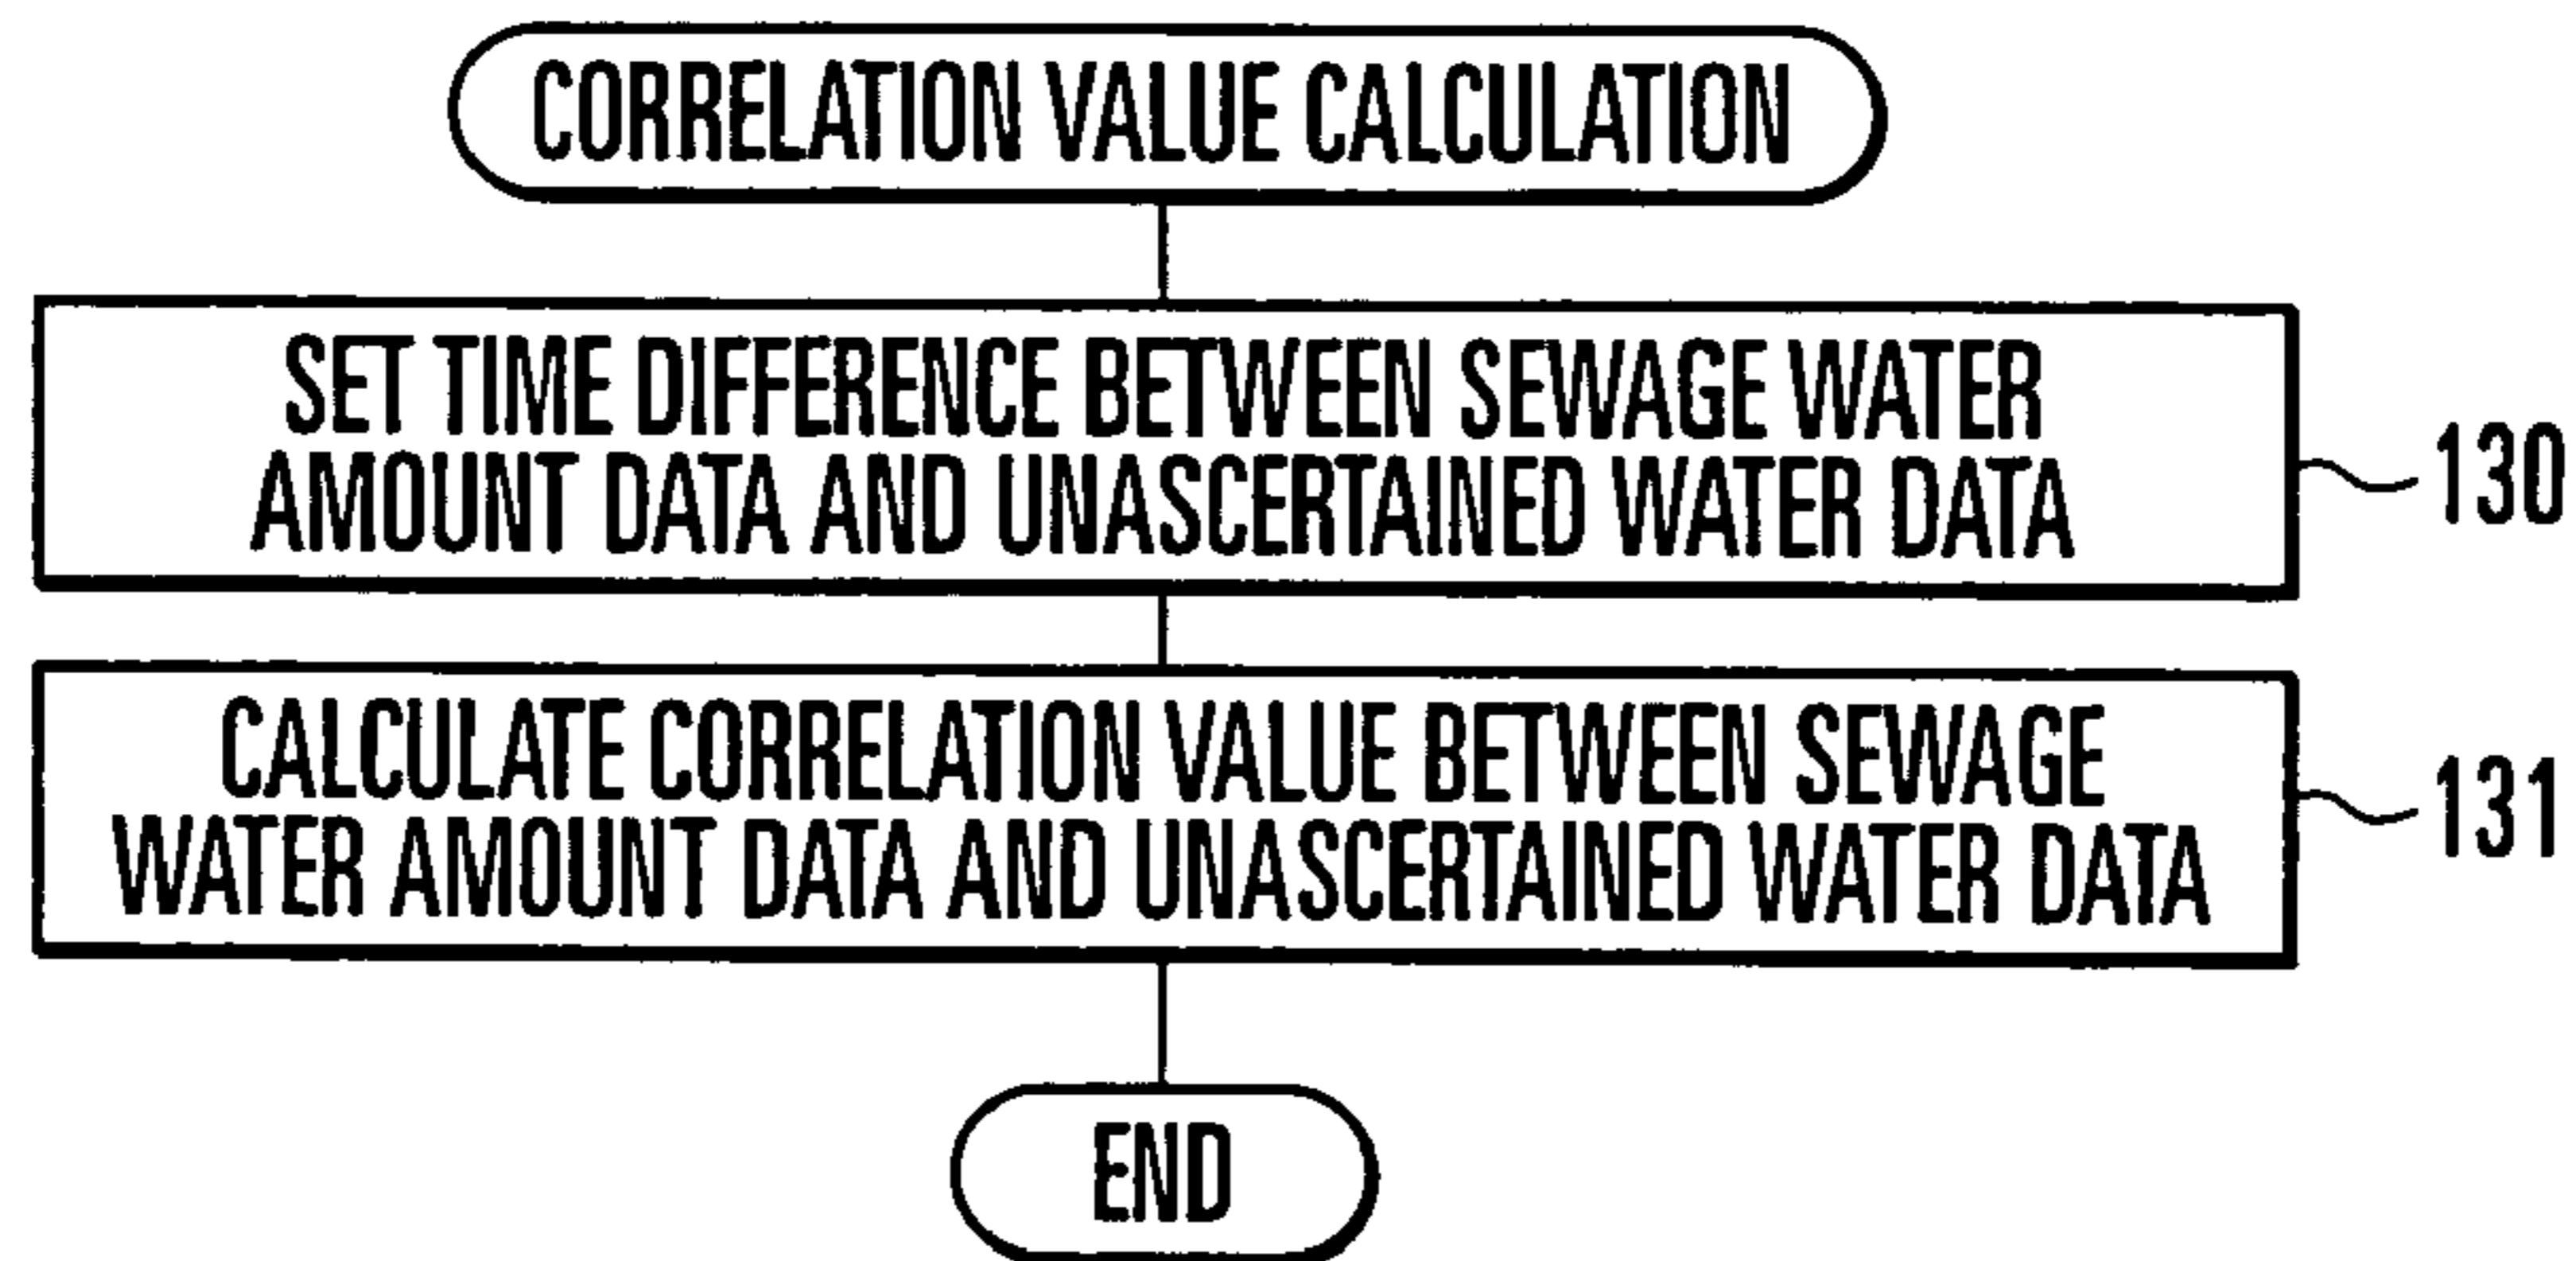 CORRELATION VALUE CALCULATION
SET TIME DIFFERENCE BETWEEN SEWAGE WATER
AMOUNT DATA AND UNASCERTAINED WATER DATA
130
CALCULATE CORRELATION VALUE BETWEEN SEWAGE
WATER AMOUNT DATA AND UNASCERTAINED WATER DATA
131
END